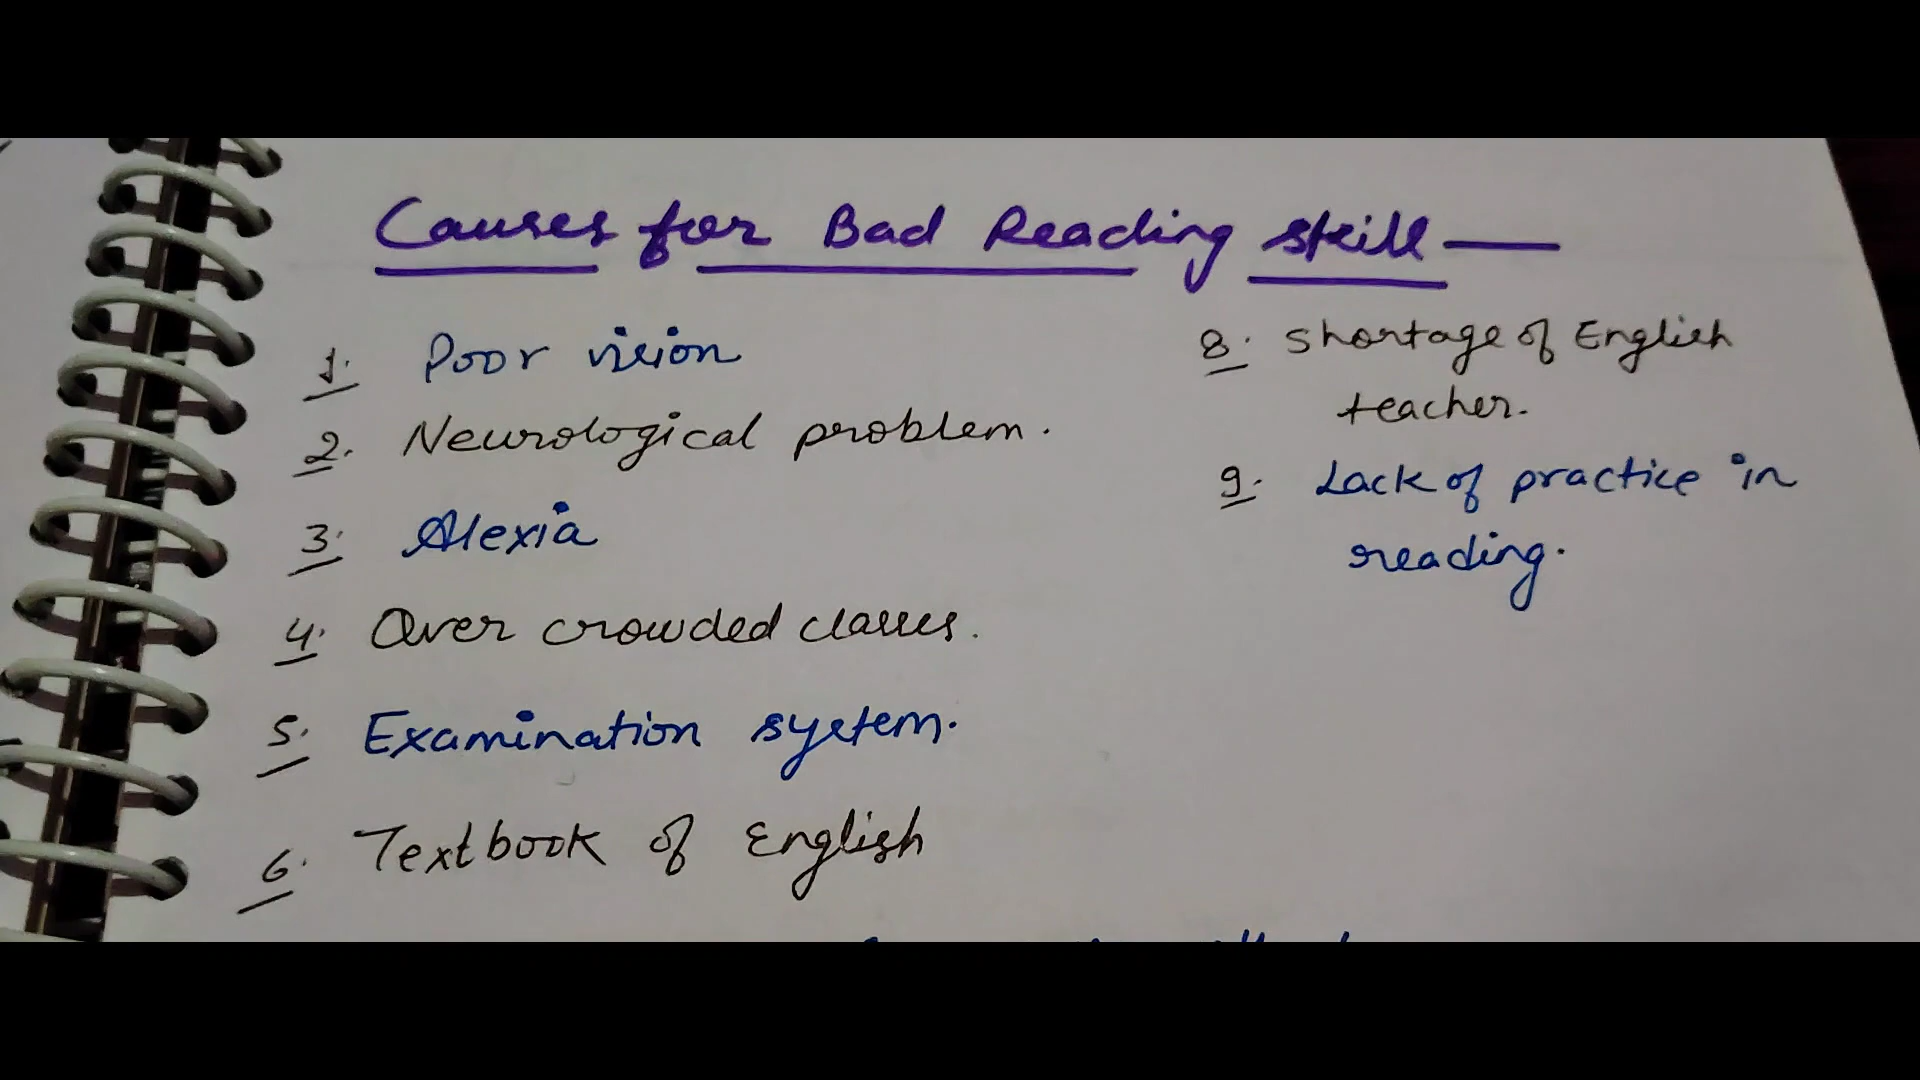 Causes for Bad Reading skill —
1. Poor vision
2. Neurological problem.
3. Alexia
4. Over crowded classes.
5. Examination system.
6. Textbook of English
8. Shortage of English
teacher.
9. Lack of practice in
reading.